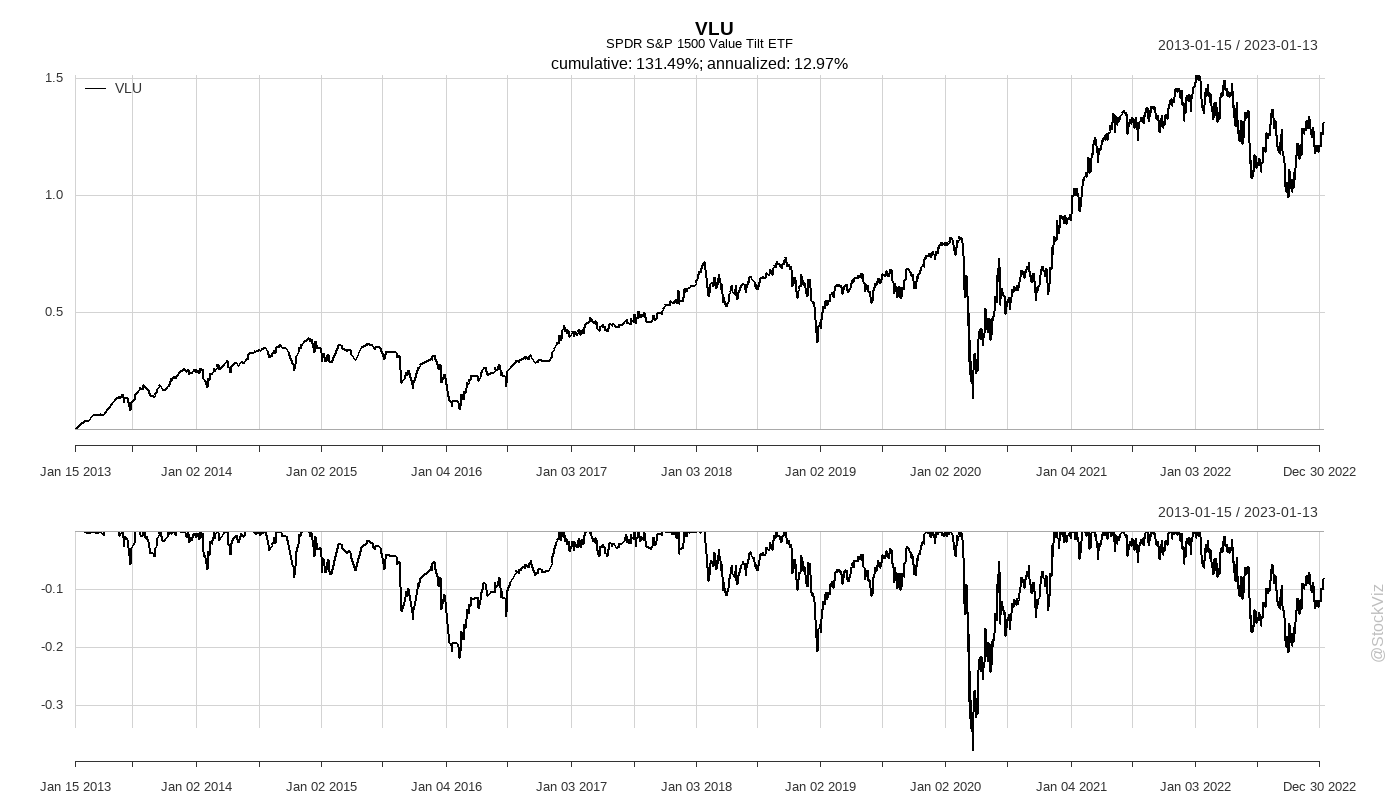 VLU
SPDR S&P 1500 Value Tilt ETF
cumulative: 131.49%; annualized: 12.97%
2013-01-15 / 2023-01-13
VLU
1.5
1.0
0.5
Jan 15 2013 Jan 02 2014 Jan 02 2015 Jan 04 2016 Jan 03 2017 Jan 03 2018 Jan 02 2019 Jan 02 2020 Jan 04 2021 Jan 03 2022 Dec 30 2022
2013-01-15 / 2023-01-13
-0.1
-0.2
-0.3
@StockViz
Jan 15 2013 Jan 02 2014 Jan 02 2015 Jan 04 2016 Jan 03 2017 Jan 03 2018 Jan 02 2019 Jan 02 2020 Jan 04 2021 Jan 03 2022 Dec 30 2022